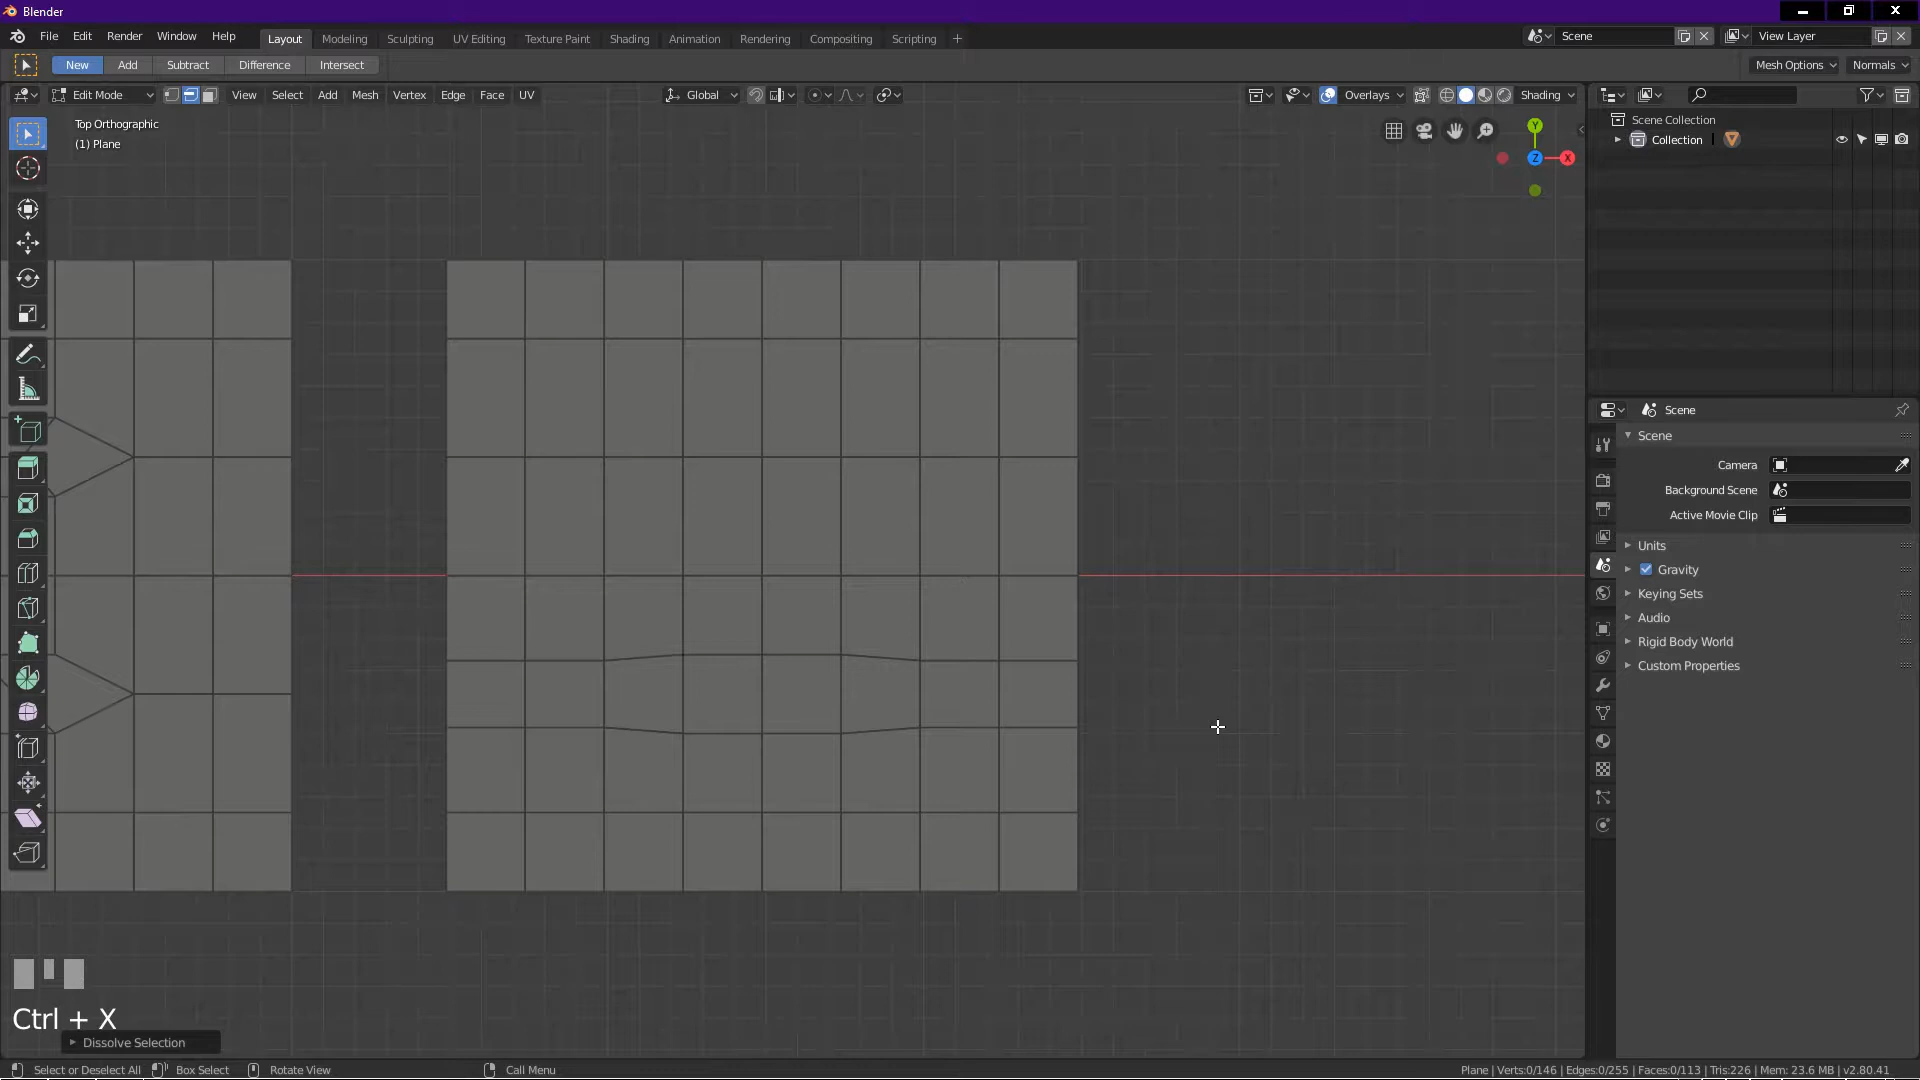 Blender
File Edit Render Window Help Layout Modeling Sculpting UV Editing Texture Paint Shading Animation Rendering Compositing Scripting Scene View Layer
New Add Subtract Difference Intersect Mesh Options Normals
Edit Mode View Select Add Mesh Vertex Edge Face UV Global Overlays Shading
Top Orthographic
(1) Plane
Y
Z
X
Scene Collection
Collection
Scene
Scene
Camera
Background Scene
Active Movie Clip
Units
Gravity
Keying Sets
Audio
Rigid Body World
Custom Properties
Ctrl + X
Dissolve Selection
Select or Deselect All Box Select Rotate View Call Menu Plane | Verts:0/146 | Edges:0/255 | Faces:0/113 | Tris:226 | Mem: 23.6 MB | v2.80.41